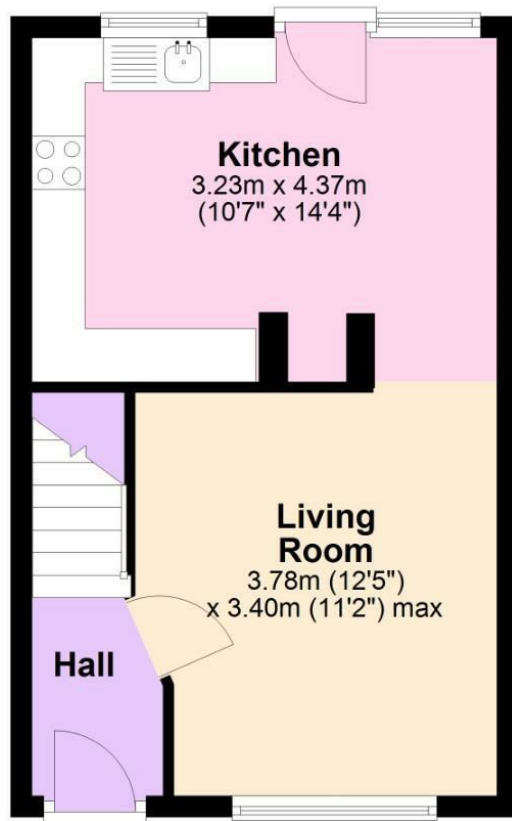 Kitchen
3.23m x 4.37m
(10'7" x 14'4")
Living
Room
3.78m (12'5")
x 3.40m (11'2") max
Hall